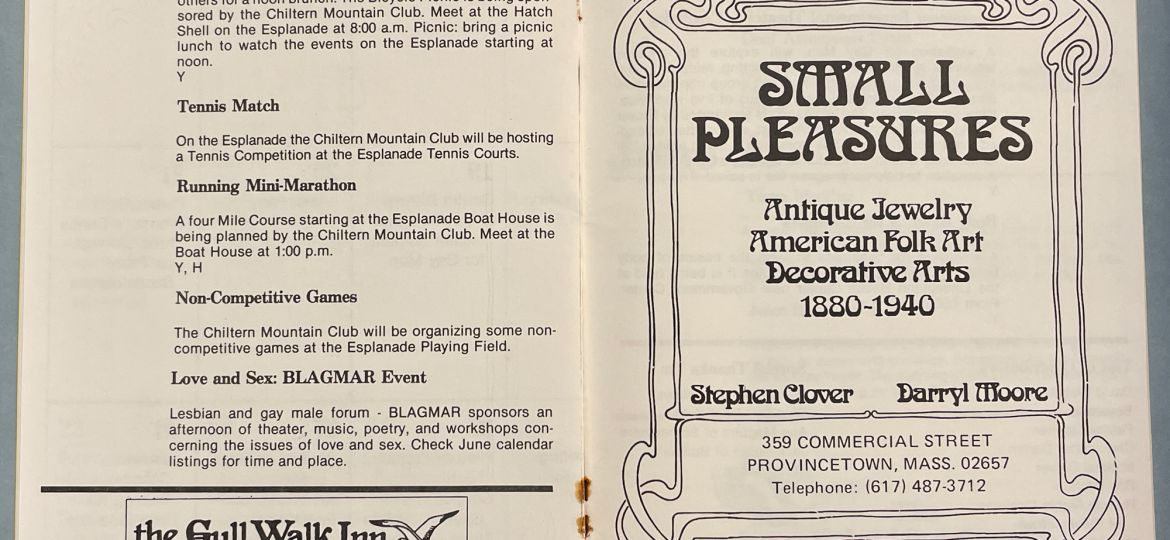 others for a noon brunch. The Bicycle Picnic is being spon-
sored by the Chiltern Mountain Club. Meet at the Hatch
Shell on the Esplanade at 8:00 a.m. Picnic: bring a picnic
lunch to watch the events on the Esplanade starting at
noon.
Y
Tennis Match
On the Esplanade the Chiltern Mountain Club will be hosting
a Tennis Competition at the Esplanade Tennis Courts.
Running Mini-Marathon
A four Mile Course starting at the Esplanade Boat House is
being planned by the Chiltern Mountain Club. Meet at the
Boat House at 1:00 p.m.
Y, H
Non-Competitive Games
The Chiltern Mountain Club will be organizing some non-
competitive games at the Esplanade Playing Field.
Love and Sex: BLAGMAR Event
Lesbian and gay male forum - BLAGMAR sponsors an
afternoon of theater, music, poetry, and workshops con-
cerning the issues of love and sex. Check June calendar
listings for time and place.
the Gull Walk Inn
SMALL
PLEASURES
Antique Jewelry
American Folk Art
Decorative Arts
1880-1940
Stephen Clover Darryl Moore
359 COMMERCIAL STREET
PROVINCETOWN, MASS. 02657
Telephone: (617) 487-3712